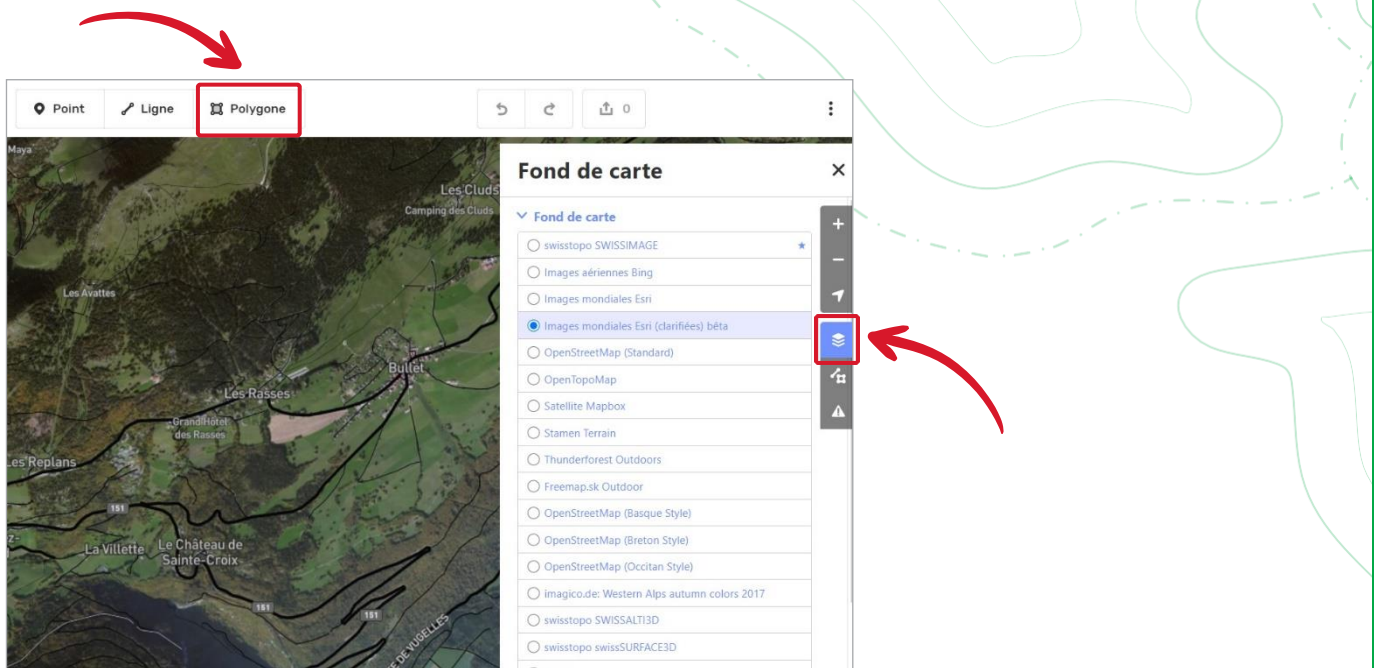 Point
Ligne
Polygone
0
Fond de carte
Fond de carte
swisstopo SWISSIMAGE
Images aériennes Bing
Images mondiales Esri
Images mondiales Esri (clarifiées) bêta
OpenStreetMap (Standard)
OpenTopoMap
Satellite Mapbox
Stamen Terrain
Thunderforest Outdoors
Freemap.sk Outdoor
OpenStreetMap (Basque Style)
OpenStreetMap (Breton Style)
OpenStreetMap (Occitan Style)
imagico.de: Western Alps autumn colors 2017
swisstopo SWISSALTI3D
swisstopo swissSURFACE3D
Maya
Les Cluds
Camping des Cluds
Les Avattes
Bullet
Les Rasses
Grand Hôtel
des Rasses
Les Replans
151
La Villette
Le Château de
Sainte-Croix
151
151
DE VUGELLES